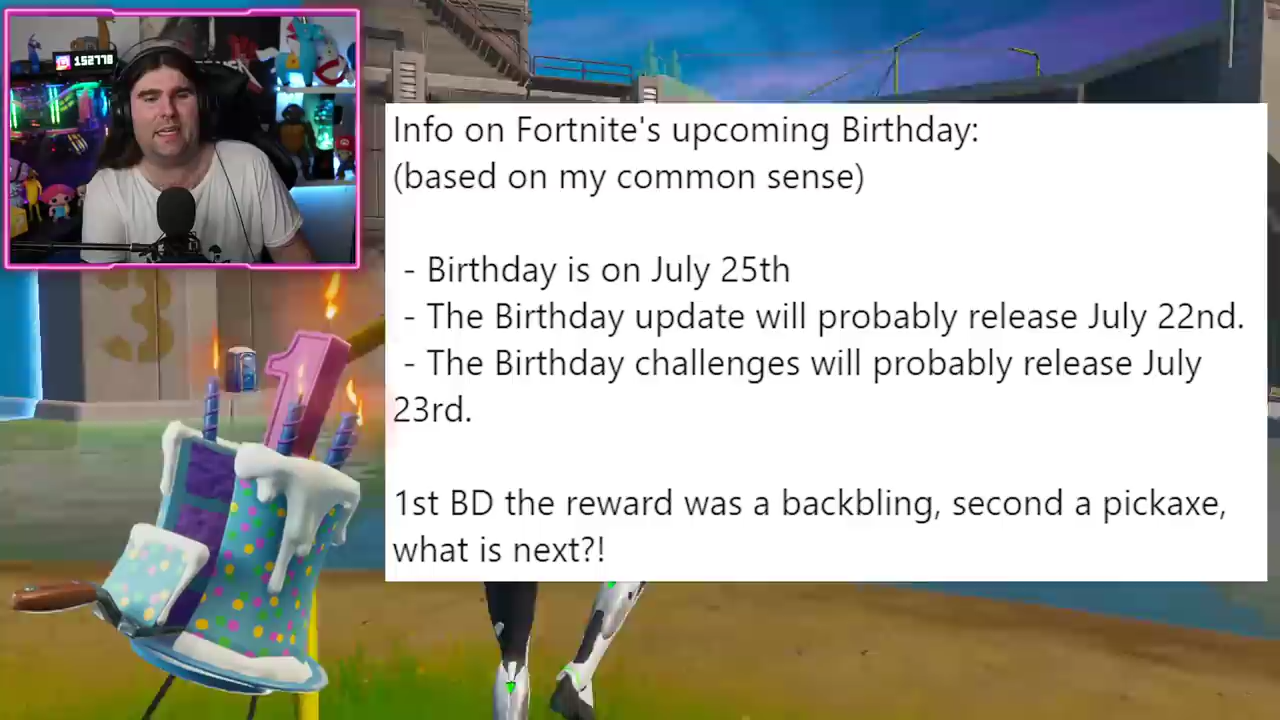 152778
Info on Fortnite's upcoming Birthday:
(based on my common sense)
- Birthday is on July 25th
- The Birthday update will probably release July 22nd.
- The Birthday challenges will probably release July
23rd.
1st BD the reward was a backbling, second a pickaxe,
what is next?!
3
1